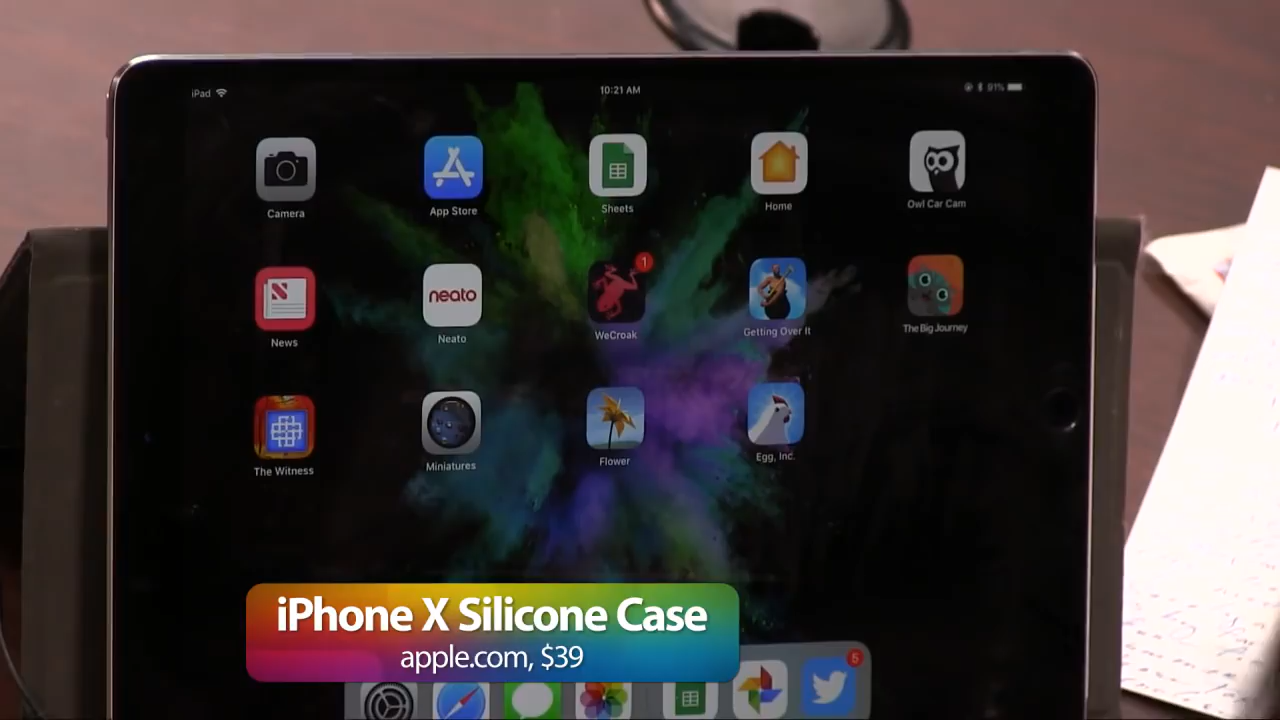 iPad
10:21 AM
91%
Camera
App Store
Sheets
Home
Owl Car Cam
News
neato
Neato
1
WeCroak
Getting Over It
The Big Journey
The Witness
Miniatures
Flower
Egg, Inc.
iPhone X Silicone Case
apple.com, $39
5